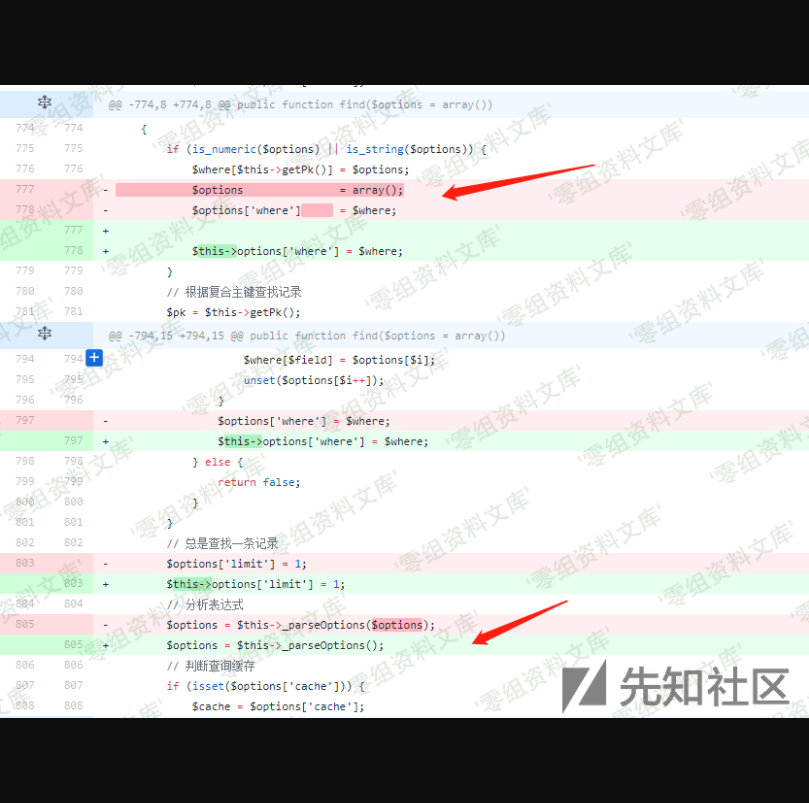 @@ -774,8 +774,8 @@ public function find($options = array())
774 774 {
775 775 if (is_numeric($options) || is_string($options)) {
776 776 $where[$this->getPk()] = $options;
777 - $options = array();
778 - $options['where'] = $where;
777 +
778 + $this->options['where'] = $where;
779 779 }
780 780 // 根据复合主键查找记录
781 781 $pk = $this->getPk();
@@ -794,15 +794,15 @@ public function find($options = array())
794 794 $where[$field] = $options[$i];
795 795 unset($options[$i++]);
796 796 }
797 - $options['where'] = $where;
797 + $this->options['where'] = $where;
798 798 } else {
799 799 return false;
800 800 }
801 801 }
802 802 // 总是查找一条记录
803 - $options['limit'] = 1;
803 + $this->options['limit'] = 1;
804 804 // 分析表达式
805 - $options = $this->_parseOptions($options);
805 + $options = $this->_parseOptions();
806 806 // 判断查询缓存
807 807 if (isset($options['cache'])) {
808 808 $cache = $options['cache'];
先知社区
零组资料文库